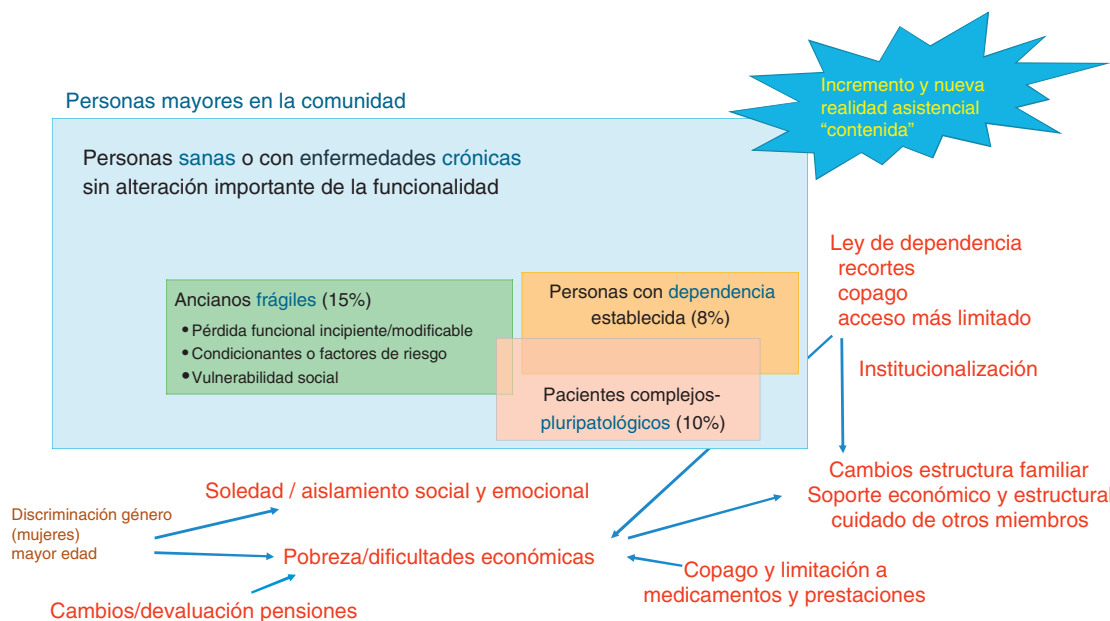 Incremento y nueva
realidad asistencial
“contenida”
Personas mayores en la comunidad
Personas sanas o con enfermedades crónicas
sin alteración importante de la funcionalidad
Ancianos frágiles (15%)
• Pérdida funcional incipiente/modificable
• Condicionantes o factores de riesgo
• Vulnerabilidad social
Personas con dependencia
establecida (8%)
Pacientes complejos-
pluripatológicos (10%)
Ley de dependencia
recortes
copago
acceso más limitado
Institucionalización
Cambios estructura familiar
Soporte económico y estructural
cuidado de otros miembros
Soledad / aislamiento social y emocional
Discriminación género
(mujeres)
mayor edad
Pobreza/dificultades económicas
Copago y limitación a
medicamentos y prestaciones
Cambios/devaluación pensiones